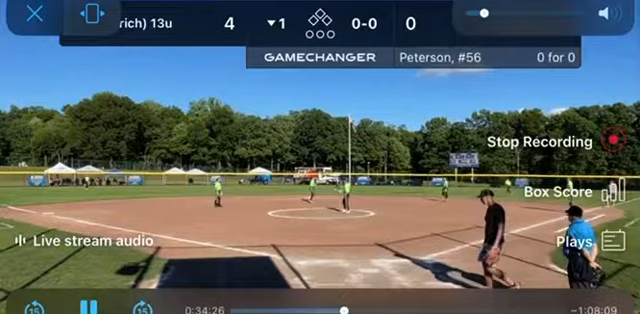 rich) 13u 4 ▼1 0-0 0
GAMECHANGER Peterson, #56 0 for 0
Stop Recording
Box Score
Live stream audio
Plays
15 15 0:34:26 −1:08:09